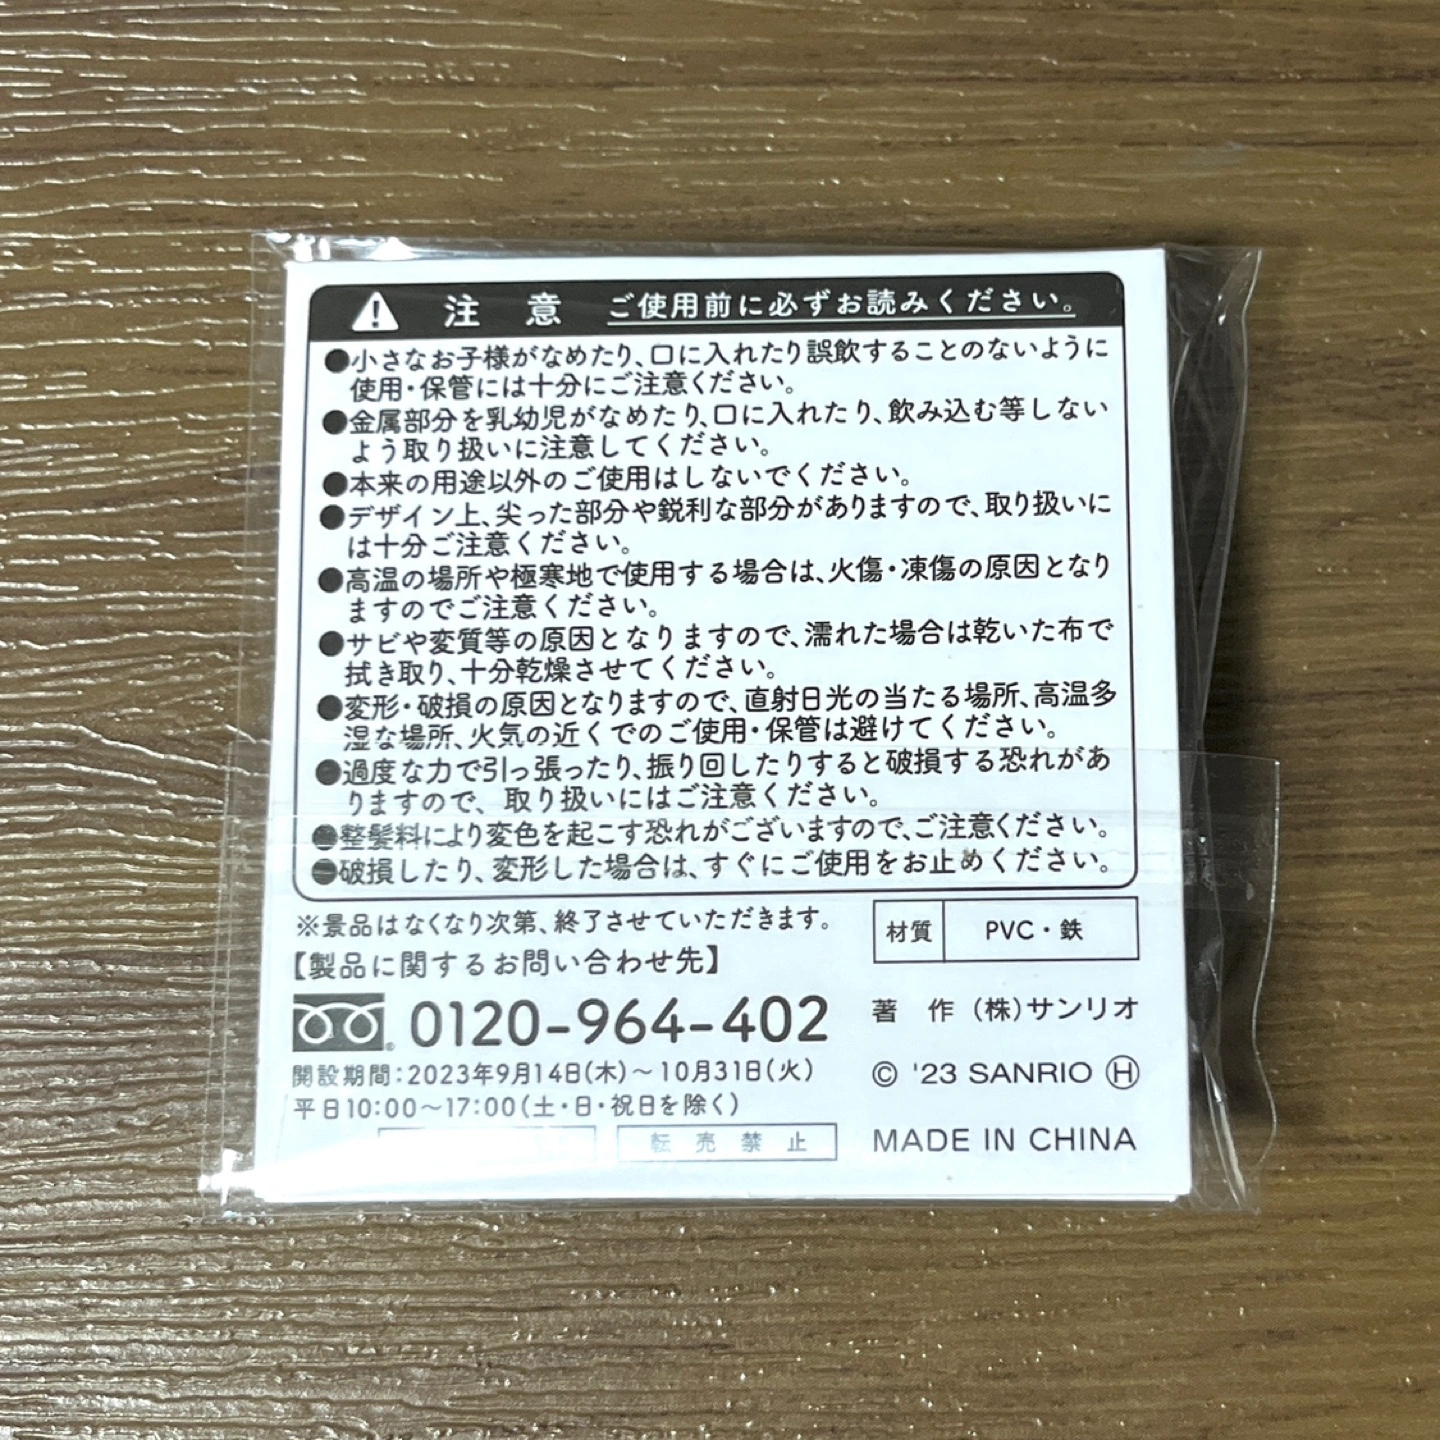 注 意 ご使用前に必ずお読みください。
●小さなお子様がなめたり、口に入れたり誤飲することのないように
使用・保管には十分にご注意ください。
●金属部分を乳幼児がなめたり、口に入れたり、飲み込む等しない
よう取り扱いに注意してください。
●本来の用途以外のご使用はしないでください。
●デザイン上、尖った部分や鋭利な部分がありますので、取り扱いに
は十分ご注意ください。
●高温の場所や極寒地で使用する場合は、火傷・凍傷の原因となり
ますのでご注意ください。
●サビや変質等の原因となりますので、濡れた場合は乾いた布で
拭き取り、十分乾燥させてください。
●変形・破損の原因となりますので、直射日光の当たる場所、高温多
湿な場所、火気の近くでのご使用・保管は避けてください。
●過度な力で引っ張ったり、振り回したりすると破損する恐れがあ
りますので、取り扱いにはご注意ください。
●整髪料により変色を起こす恐れがございますので、ご注意ください。
●破損したり、変形した場合は、すぐにご使用をお止めください。
※景品はなくなり次第、終了させていただきます。
材質 PVC・鉄
【製品に関するお問い合わせ先】
0120-964-402
著 作 (株)サンリオ
開設期間:2023年9月14日(木)～10月31日(火)
© '23 SANRIO Ⓗ
平日10:00～17:00(土・日・祝日を除く)
転 売 禁 止
MADE IN CHINA